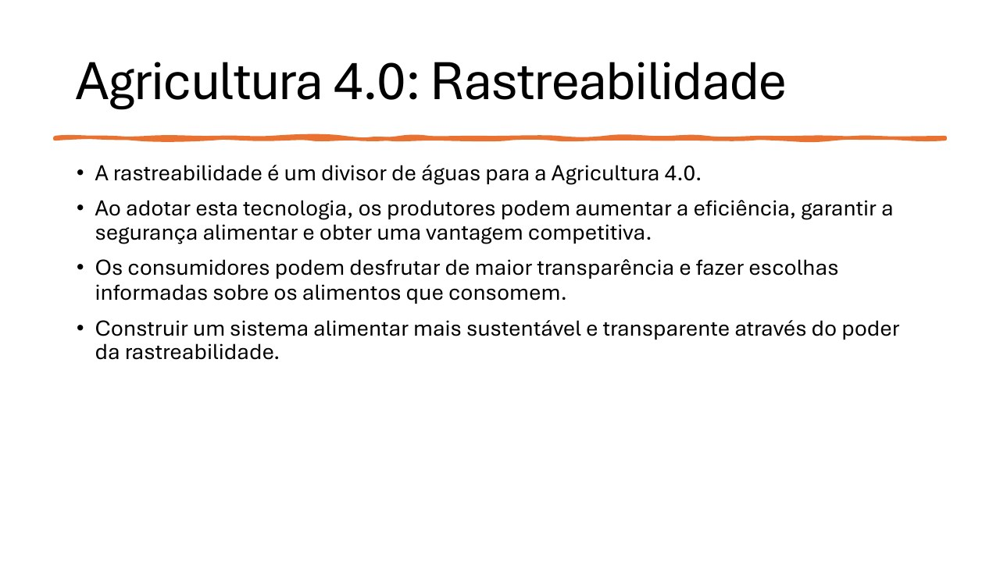 Agricultura 4.0: Rastreabilidade
• A rastreabilidade é um divisor de águas para a Agricultura 4.0.
• Ao adotar esta tecnologia, os produtores podem aumentar a eficiência, garantir a
segurança alimentar e obter uma vantagem competitiva.
• Os consumidores podem desfrutar de maior transparência e fazer escolhas
informadas sobre os alimentos que consomem.
• Construir um sistema alimentar mais sustentável e transparente através do poder
da rastreabilidade.